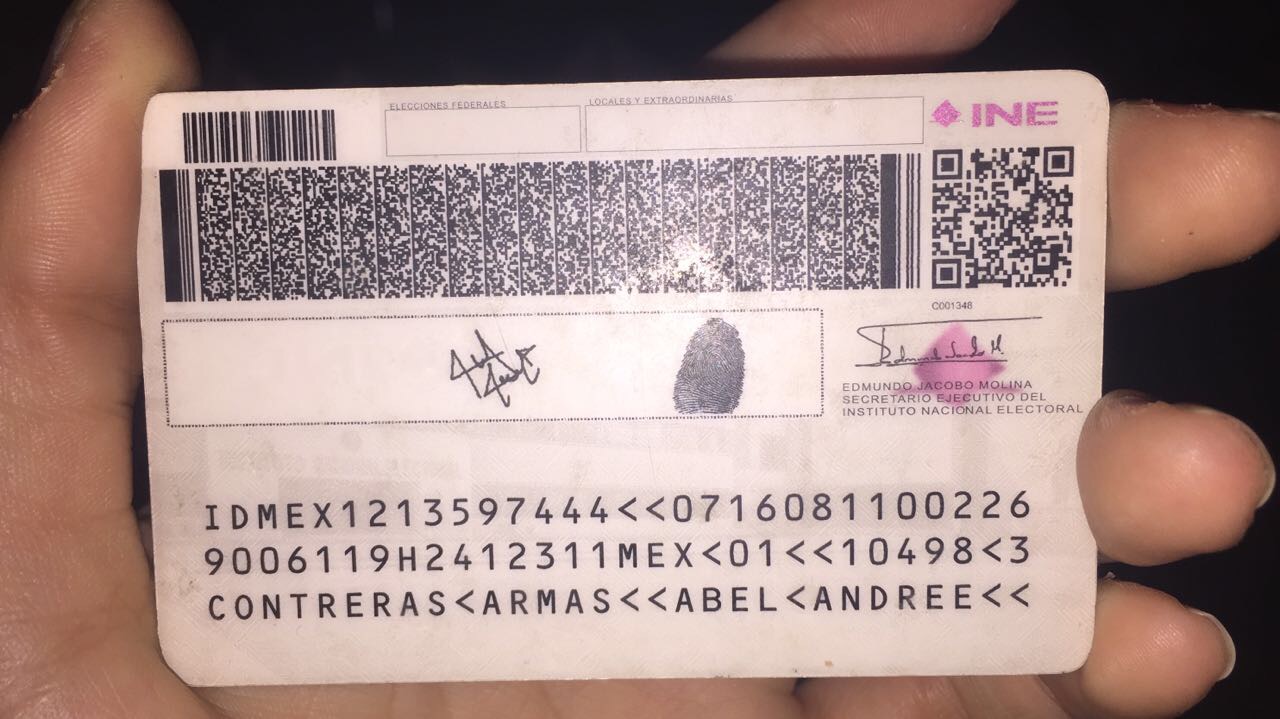 ELECCIONES FEDERALES
LOCALES Y EXTRAORDINARIAS
INE
C001348
EDMUNDO JACOBO MOLINA
SECRETARIO EJECUTIVO DEL
INSTITUTO NACIONAL ELECTORAL
IDMEX1213597444<<0716081100226
9006119H2412311MEX<01<<10498<3
CONTRERAS<ARMAS<<ABEL<ANDREE<<